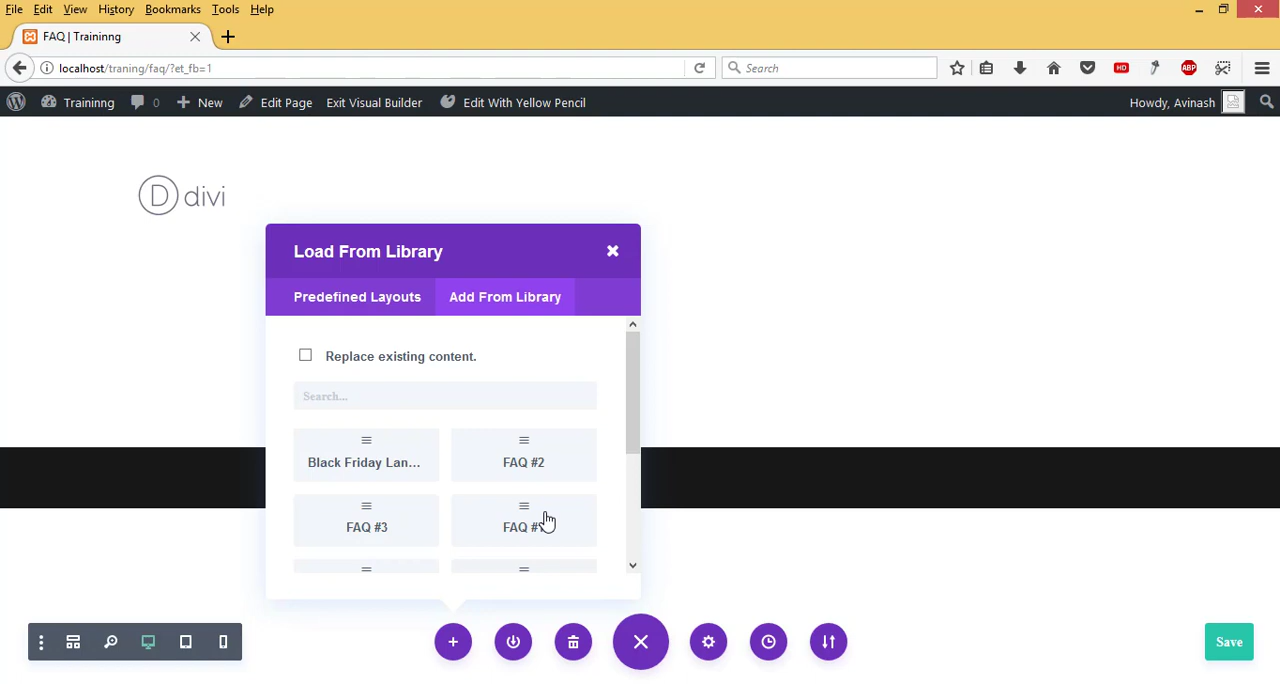 File Edit View History Bookmarks Tools Help
FAQ | Traininng
localhost/traning/faq/?et_fb=1
Search
HD
ABP
Traininng 0 New Edit Page Exit Visual Builder Edit With Yellow Pencil Howdy, Avinash
D divi
Load From Library
Predefined Layouts Add From Library
Replace existing content.
Search...
Black Friday Lan... FAQ #2
FAQ #3 FAQ
Save